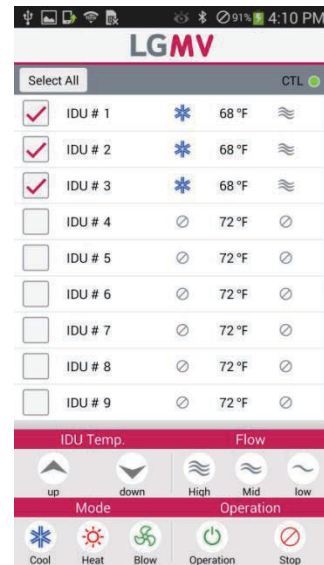 91% 4:10 PM
LGMV
Select All CTL
IDU # 1 68 °F
IDU # 2 68 °F
IDU # 3 68 °F
IDU # 4 72 °F
IDU # 5 72 °F
IDU # 6 72 °F
IDU # 7 72 °F
IDU # 8 72 °F
IDU # 9 72 °F
IDU Temp. Flow
up down High Mid low
Mode Operation
Cool Heat Blow Operation Stop